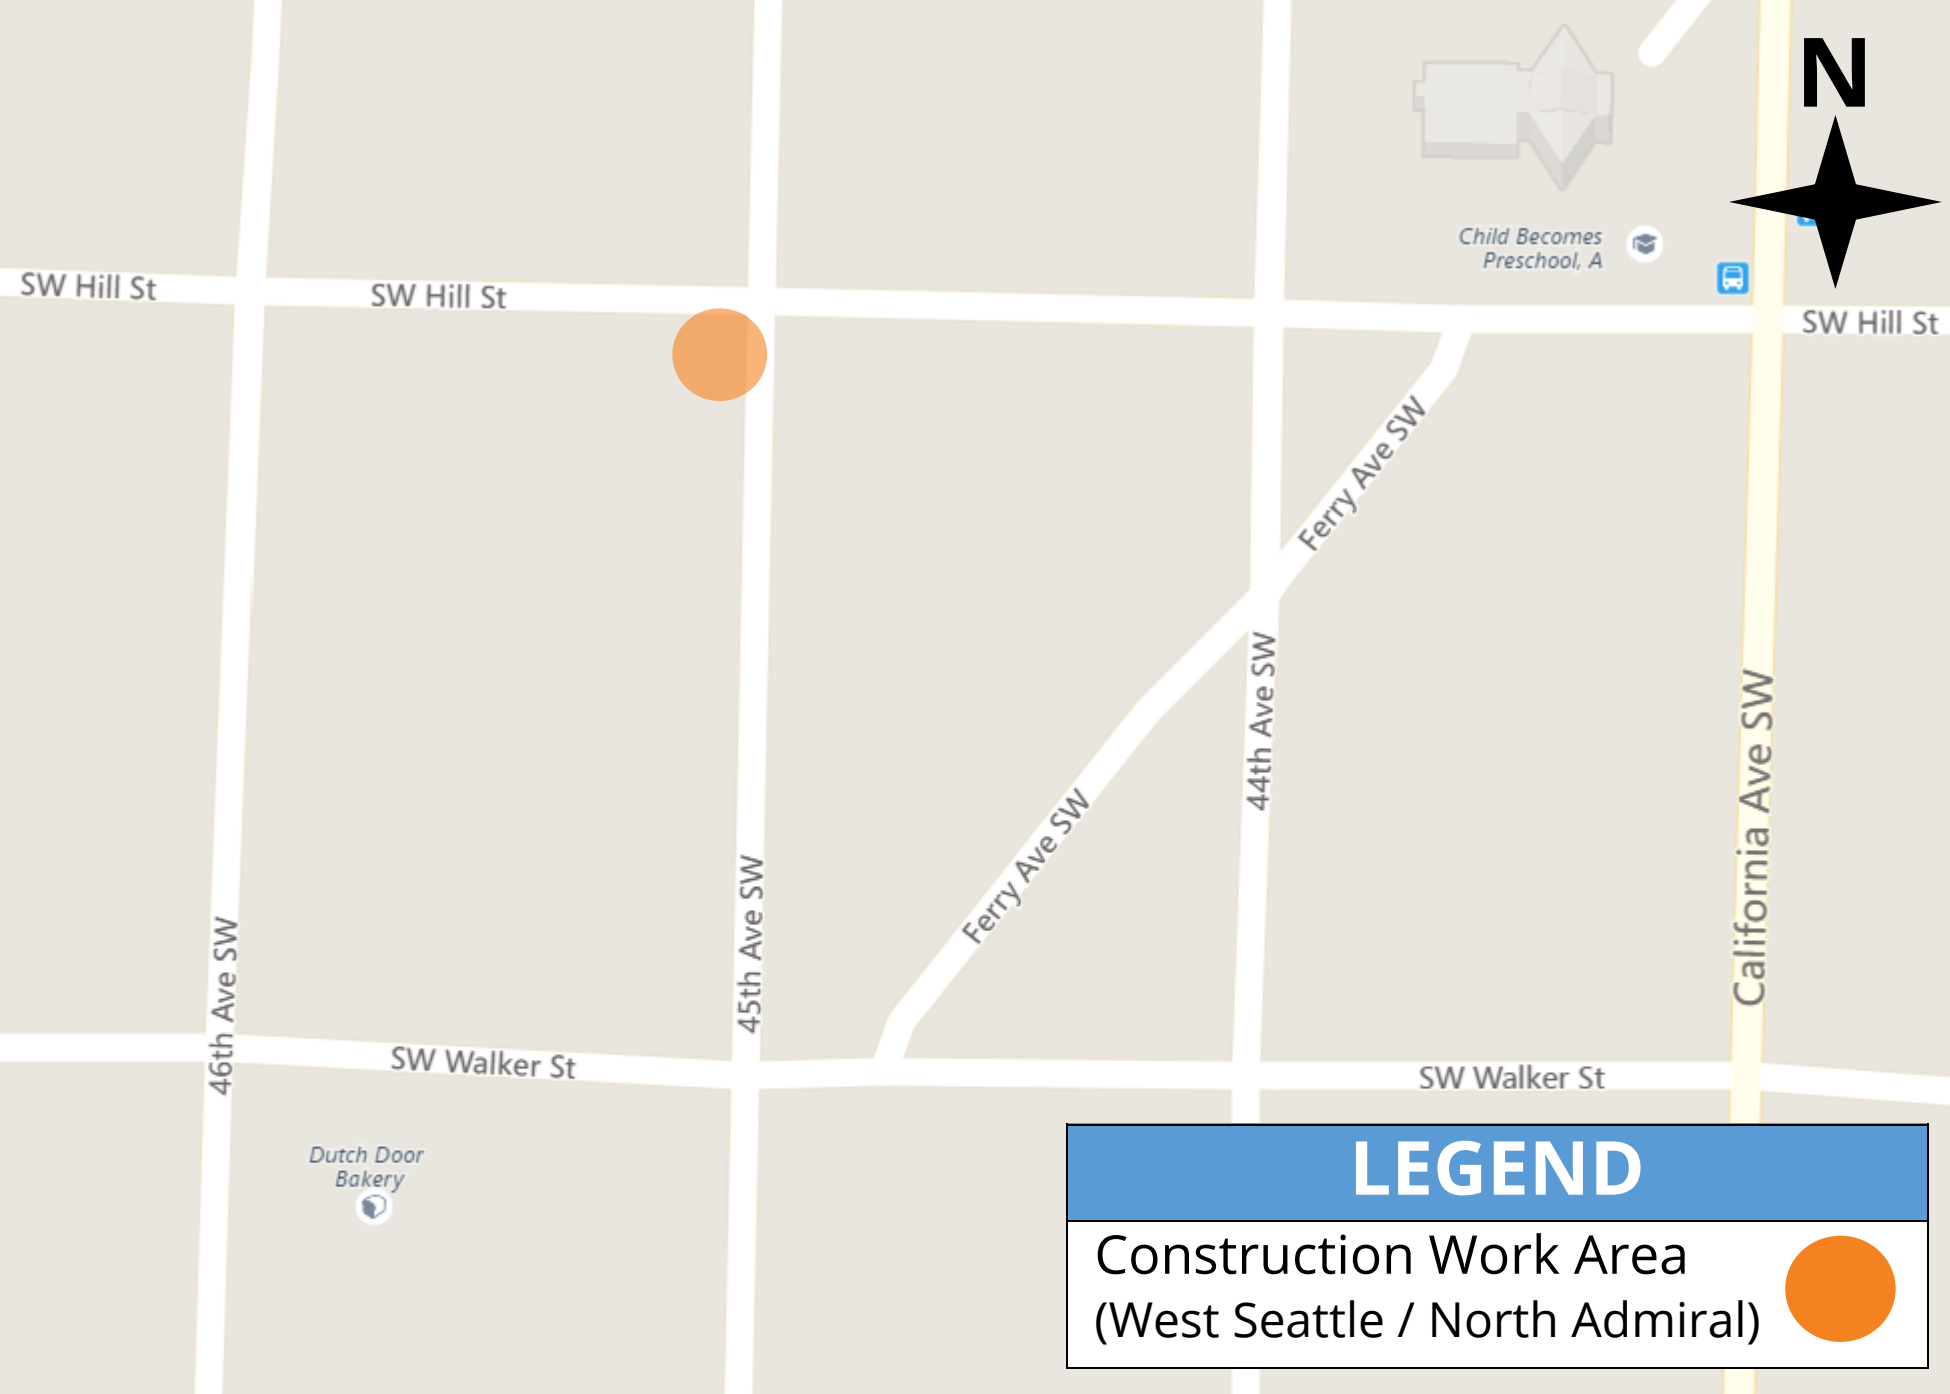 N
Child Becomes
Preschool, A
SW Hill St
SW Hill St
SW Hill St
Ferry Ave SW
44th Ave SW
California Ave SW
Ferry Ave SW
45th Ave SW
46th Ave SW
SW Walker St
SW Walker St
Dutch Door
Bakery
LEGEND
Construction Work Area
(West Seattle / North Admiral)